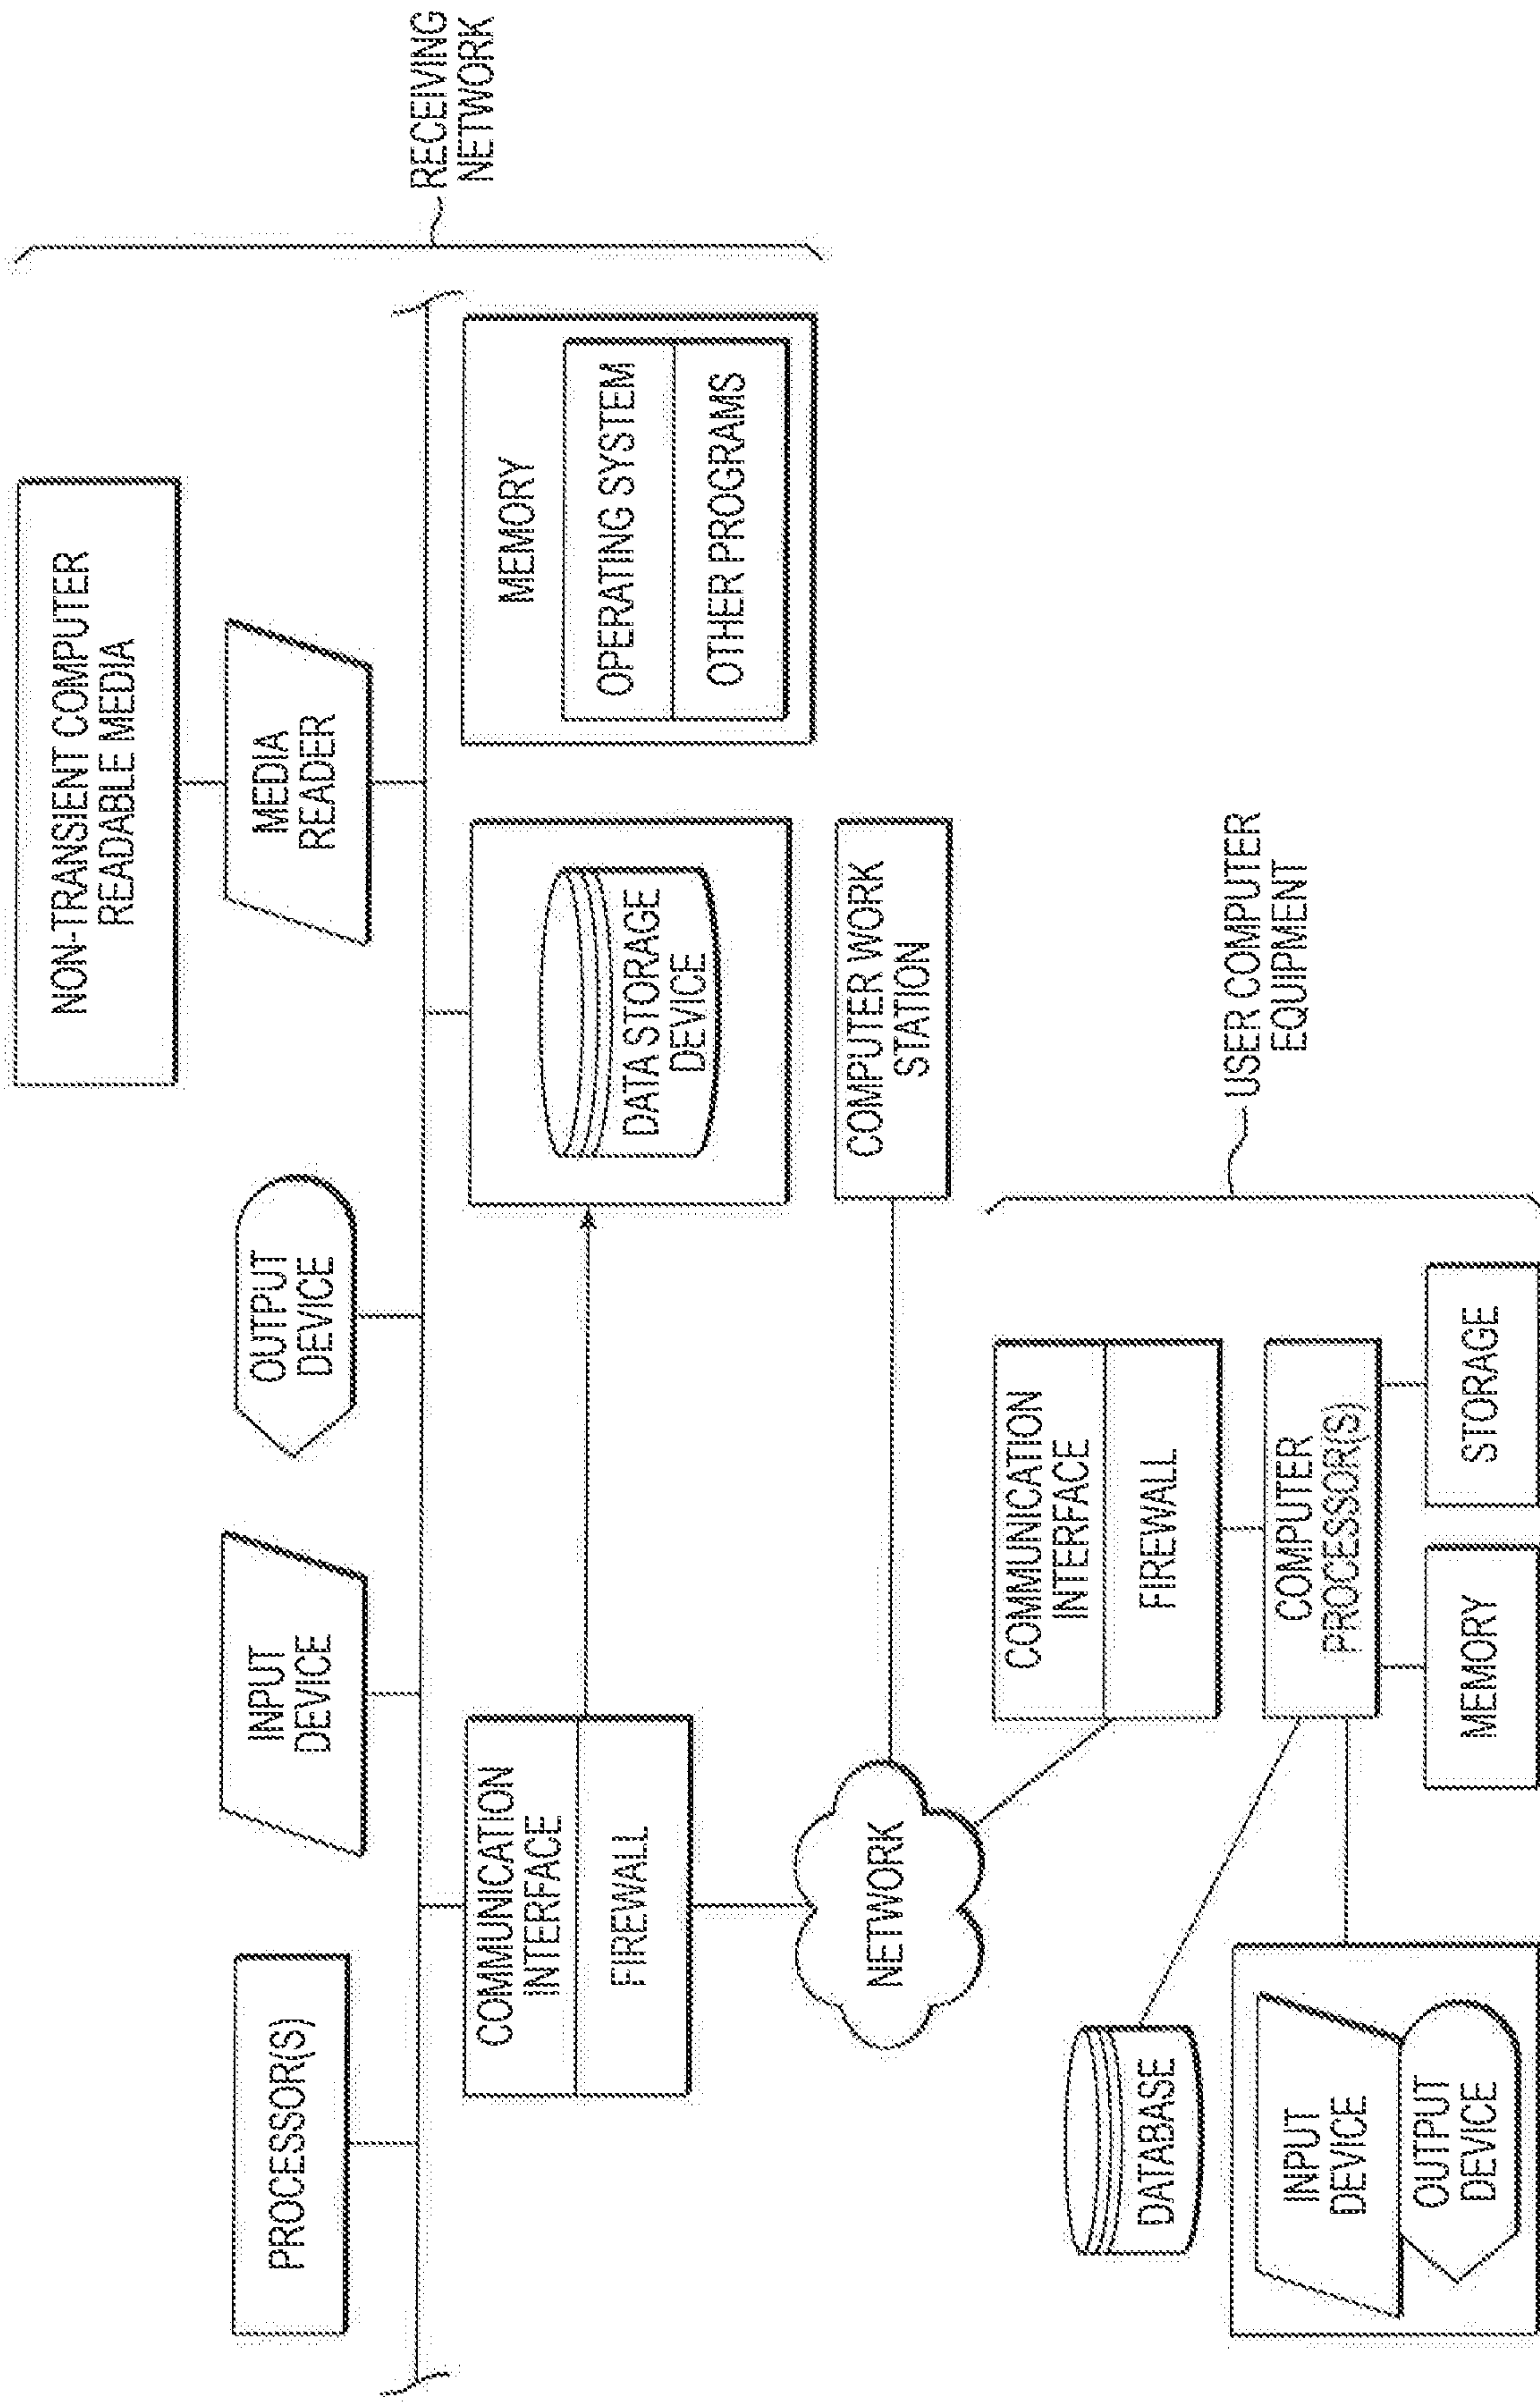 NON-TRANSIENT COMPUTER
READABLE MEDIA
PROCESSOR(S)
INPUT
DEVICE
OUTPUT
DEVICE
MEDIA
READER
RECEIVING
NETWORK
COMMUNICATION
INTERFACE
FIREWALL
DATA STORAGE
DEVICE
MEMORY
OPERATING SYSTEM
OTHER PROGRAMS
NETWORK
COMPUTER WORK
STATION
COMMUNICATION
INTERFACE
FIREWALL
USER COMPUTER
EQUIPMENT
DATABASE
COMPUTER
PROCESSOR(S)
INPUT
DEVICE
OUTPUT
DEVICE
MEMORY
STORAGE